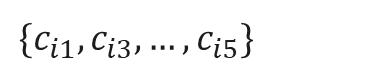 {c_{i1}, c_{i3}, …, c_{i5}}